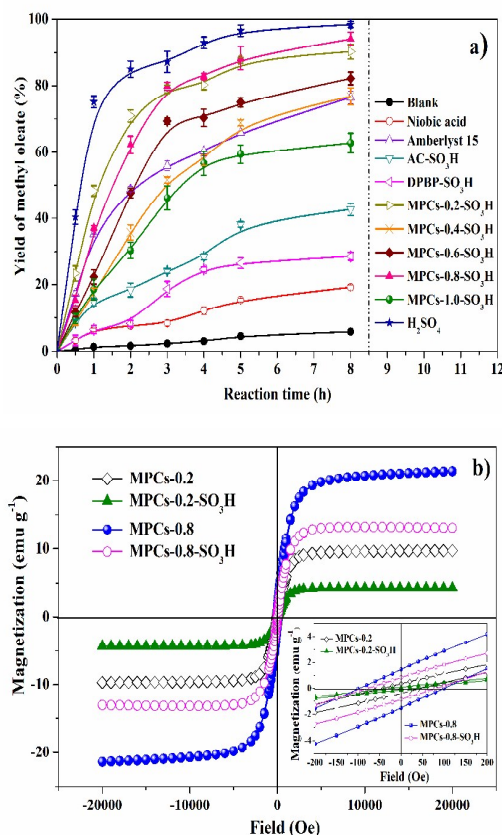 a)
Yield of methyl oleate (%)
100
80
60
40
20
0
0 1 2 3 4 5 6 7 8 9 10 11 12
Reaction time (h)
Blank
Niobic acid
Amberlyst 15
AC-SO₃H
DPBP-SO₃H
MPCs-0.2-SO₃H
MPCs-0.4-SO₃H
MPCs-0.6-SO₃H
MPCs-0.8-SO₃H
MPCs-1.0-SO₃H
H₂SO₄
b)
Magnetization (emu g⁻¹)
20
10
0
-10
-20
-20000 -10000 0 10000 20000
Field (Oe)
MPCs-0.2
MPCs-0.2-SO₃H
MPCs-0.8
MPCs-0.8-SO₃H
Magnetization (emu g⁻¹)
4
2
0
-2
-4
-200 -100 0 100 200
Field (Oe)
MPCs-0.2
MPCs-0.2-SO₃H
MPCs-0.8
MPCs-0.8-SO₃H